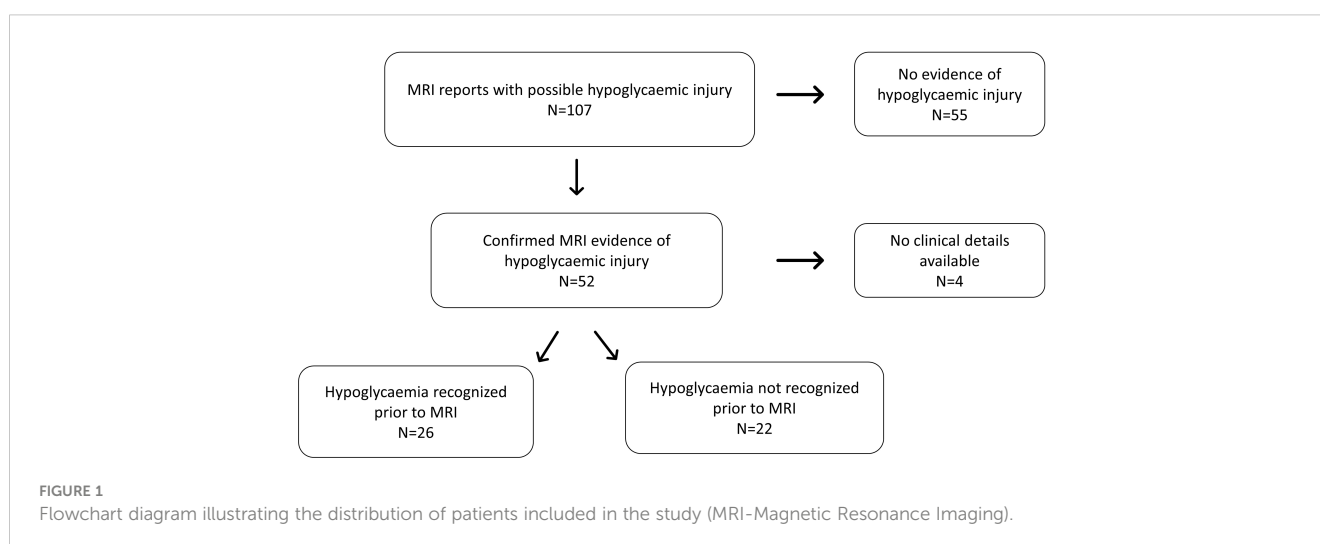 MRI reports with possible hypoglycaemic injury
N=107
No evidence of
hypoglycaemic injury
N=55
Confirmed MRI evidence of
hypoglycaemic injury
N=52
No clinical details
available
N=4
Hypoglycaemia recognized
prior to MRI
N=26
Hypoglycaemia not recognized
prior to MRI
N=22
FIGURE 1
Flowchart diagram illustrating the distribution of patients included in the study (MRI-Magnetic Resonance Imaging).